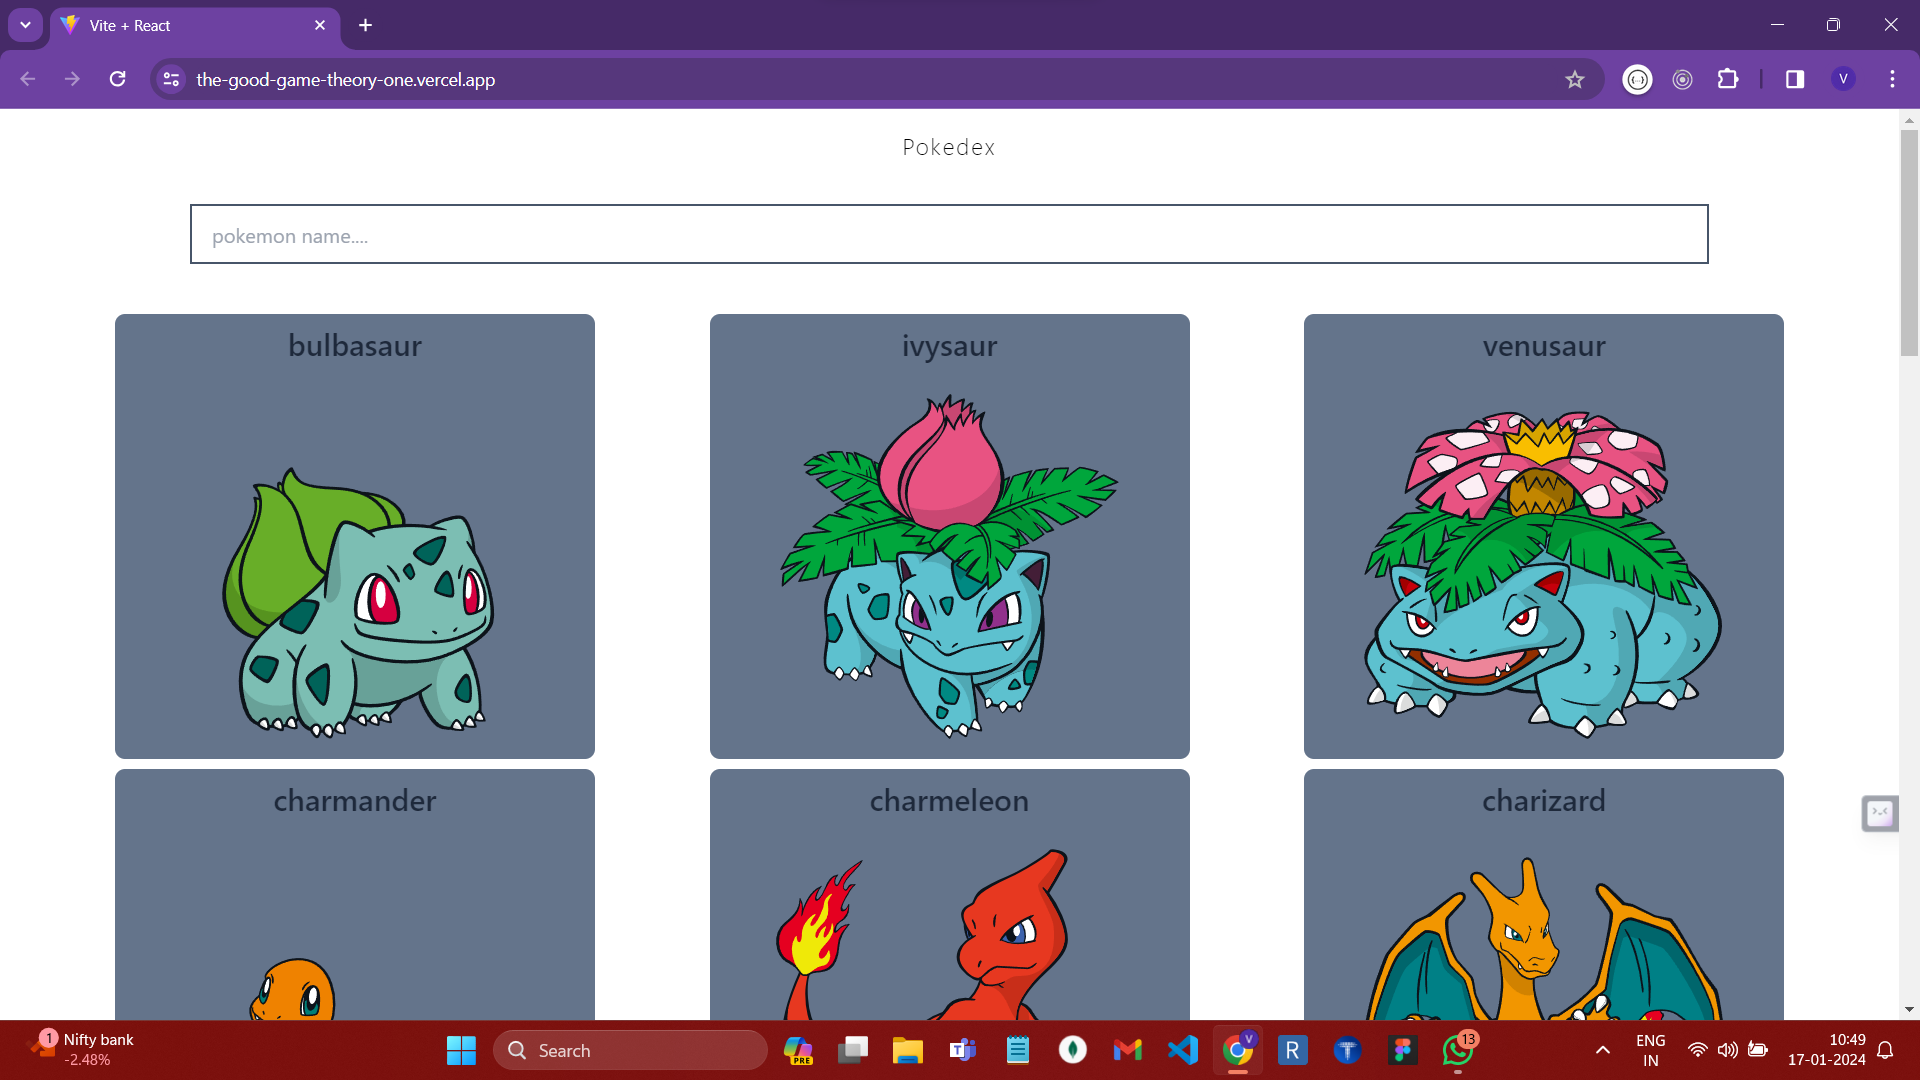 Vite + React
the-good-game-theory-one.vercel.app
V
Pokedex
pokemon name....
bulbasaur
ivysaur
venusaur
charmander
charmeleon
charizard
1
Nifty bank
-2.48%
Search
PRE
T
V
R
T
13
ENG
IN
10:49
17-01-2024